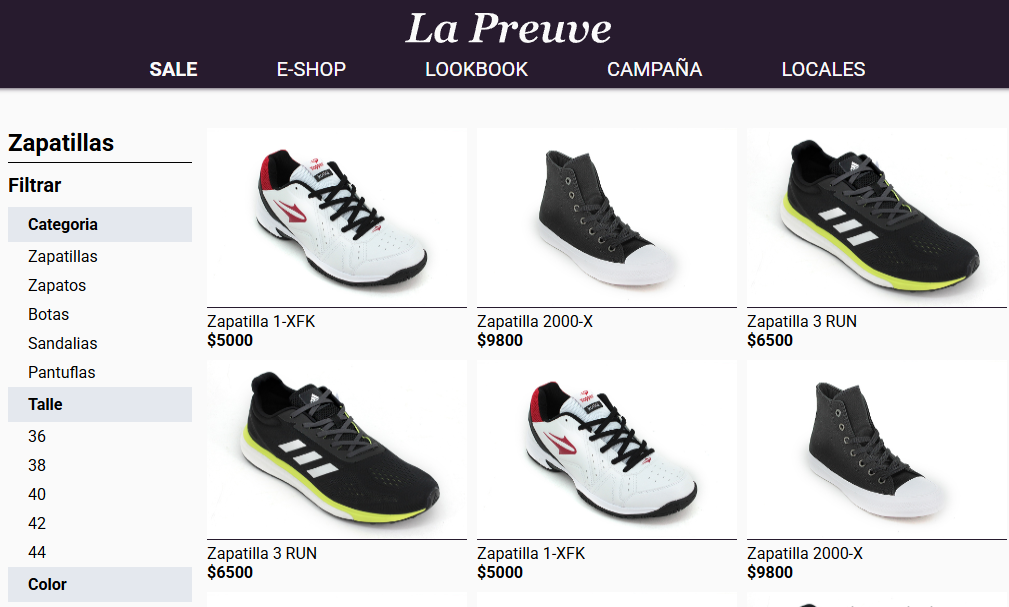 La Preuve
SALE E-SHOP LOOKBOOK CAMPAÑA LOCALES
Zapatillas
Filtrar
Categoria
Zapatillas
Zapatos
Botas
Sandalias
Pantuflas
Talle
36
38
40
42
44
Color
Zapatilla 1-XFK
$5000
Zapatilla 2000-X
$9800
Zapatilla 3 RUN
$6500
Zapatilla 3 RUN
$6500
Zapatilla 1-XFK
$5000
Zapatilla 2000-X
$9800